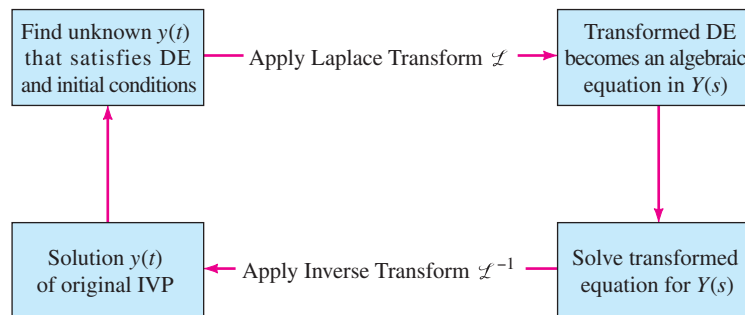 Find unknown y(t)
that satisfies DE
and initial conditions
Apply Laplace Transform ℒ
Transformed DE
becomes an algebraic
equation in Y(s)
Solution y(t)
of original IVP
Apply Inverse Transform ℒ⁻¹
Solve transformed
equation for Y(s)